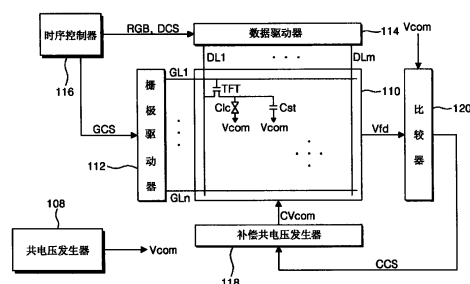 时序控制器
116
RGB, DCS
数据驱动器
114
Vcom
DL1
· · ·
DLm
GL1
TFT
Clc
Cst
Vcom
Vcom
110
栅极驱动器
112
GCS
GLn
Vfd
比较器
120
108
共电压发生器
Vcom
CVcom
补偿共电压发生器
118
CCS